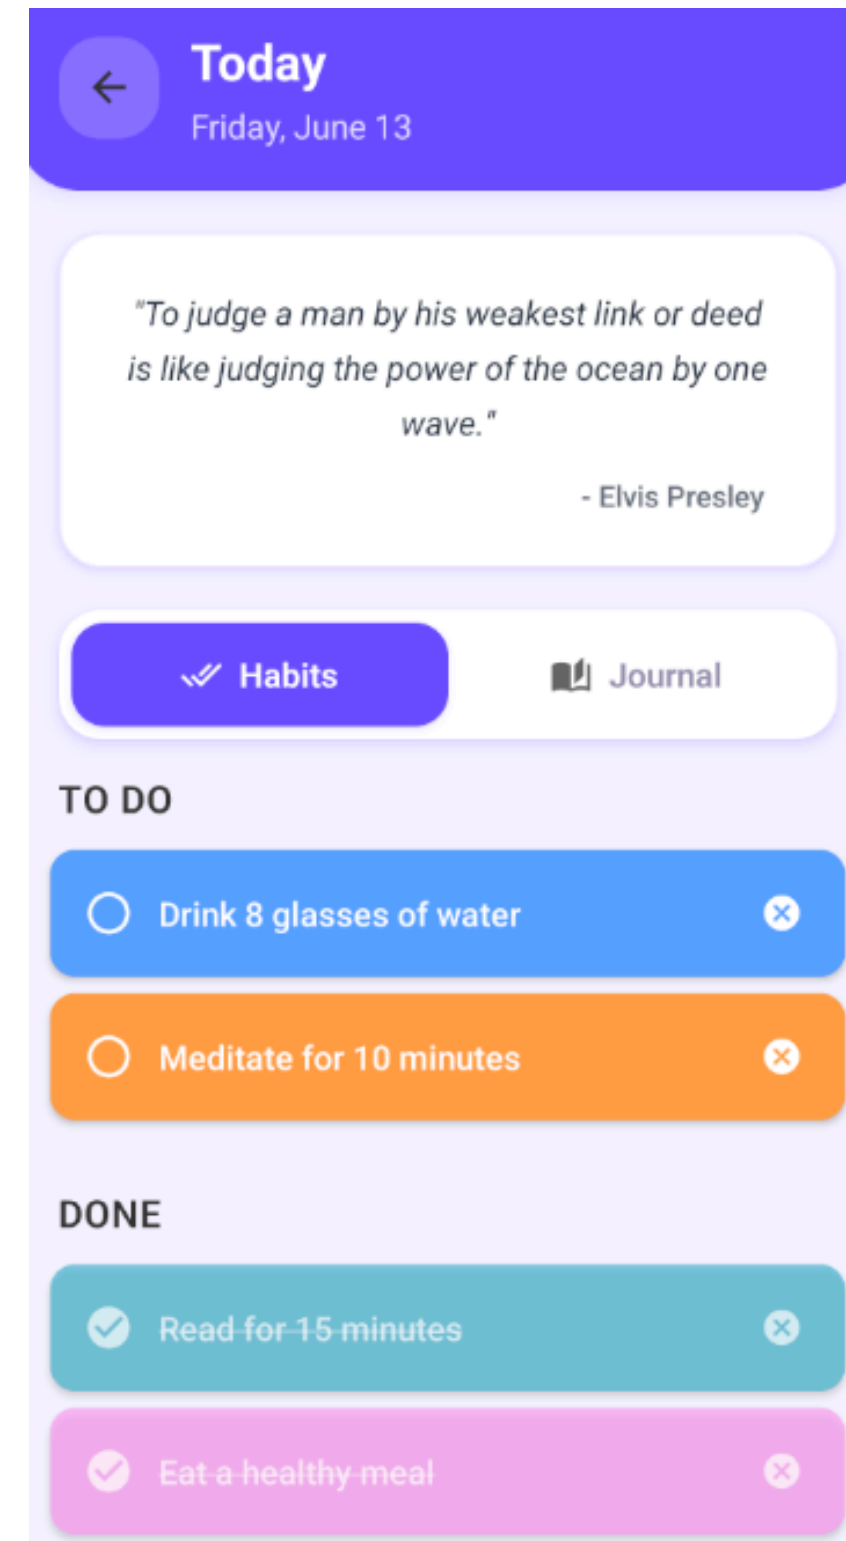 Today
Friday, June 13
"To judge a man by his weakest link or deed
is like judging the power of the ocean by one
wave."
- Elvis Presley
Habits
Journal
TO DO
Drink 8 glasses of water
Meditate for 10 minutes
DONE
Read for 15 minutes
Eat a healthy meal